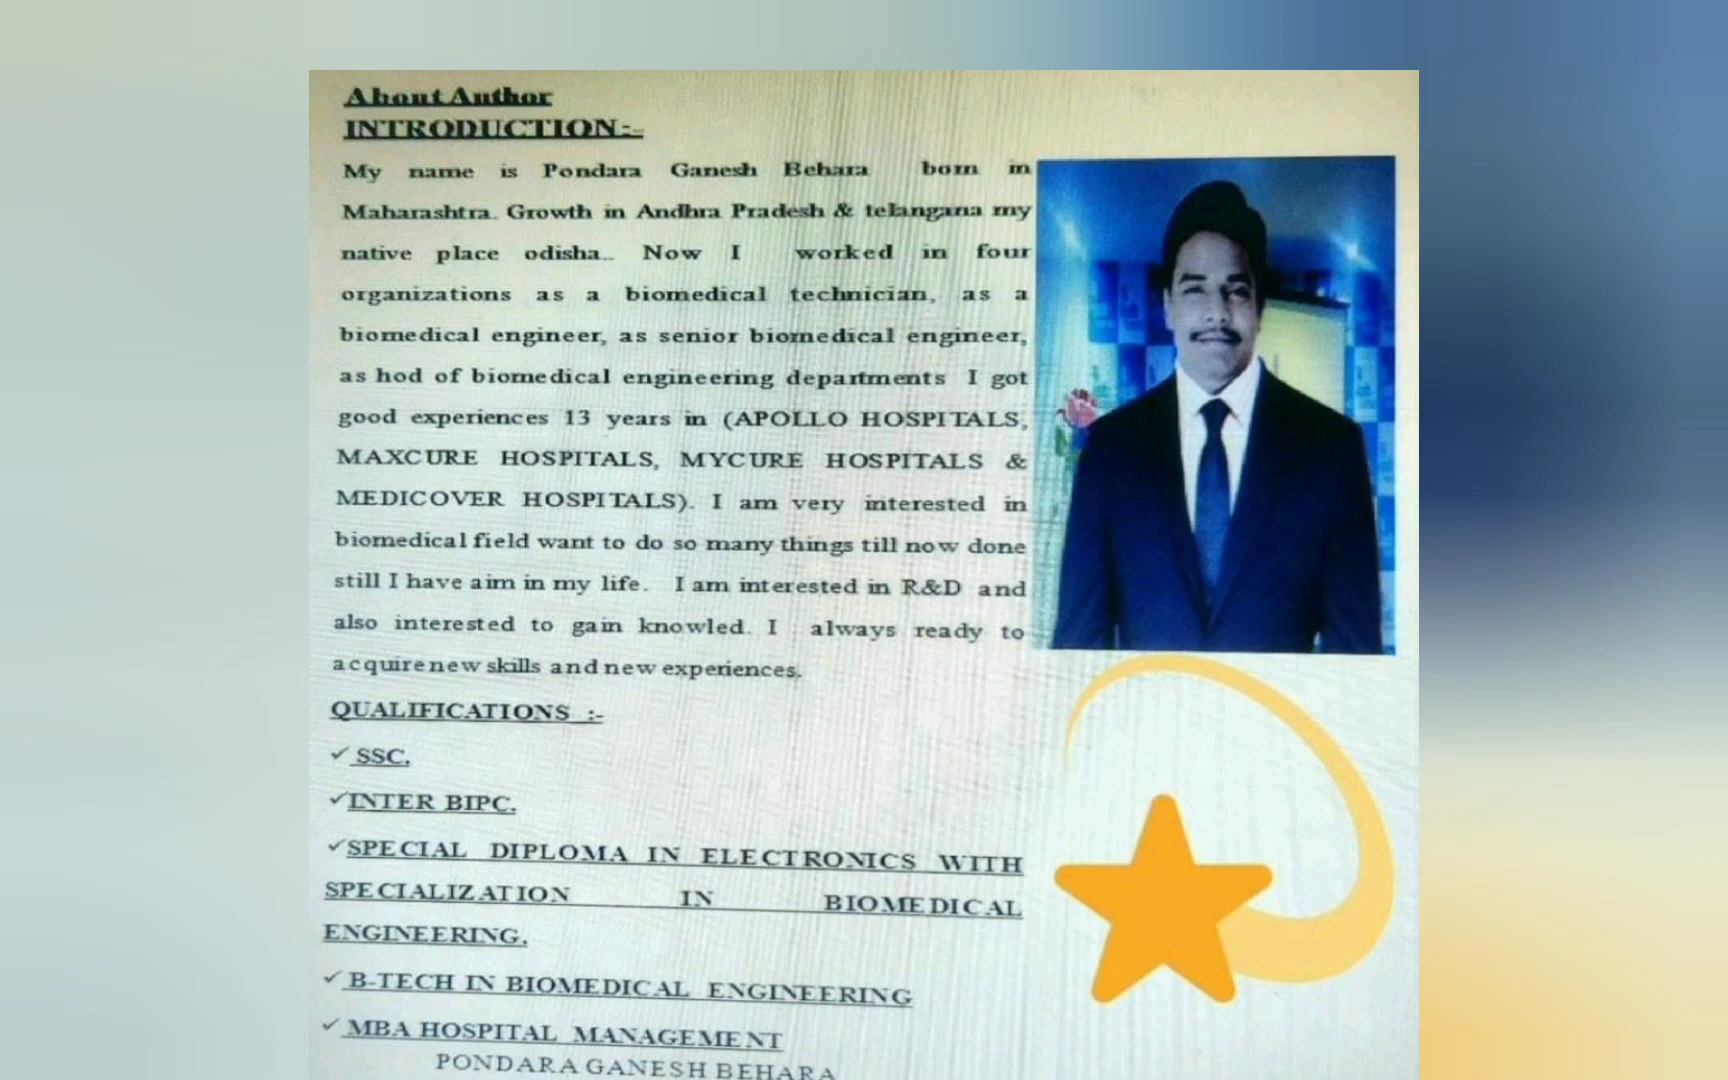 About Author
INTRODUCTION:-
My name is Pondara Ganesh Behara born in
Maharashtra. Growth in Andhra Pradesh & telangana my
native place odisha.. Now I worked in four
organizations as a biomedical technician, as a
biomedical engineer, as senior biomedical engineer,
as hod of biomedical engineering departments I got
good experiences 13 years in (APOLLO HOSPITALS,
MAXCURE HOSPITALS, MYCURE HOSPITALS &
MEDICOVER HOSPITALS). I am very interested in
biomedical field want to do so many things till now done
still I have aim in my life. I am interested in R&D and
also interested to gain knowled. I always ready to
acquire new skills and new experiences.
QUALIFICATIONS :-
✓ SSC.
✓INTER BIPC.
✓SPECIAL DIPLOMA IN ELECTRONICS WITH
SPECIALIZATION IN BIOMEDICAL
ENGINEERING.
✓ B-TECH IN BIOMEDICAL ENGINEERING
✓ MBA HOSPITAL MANAGEMENT
PONDARA GANESH BEHARA